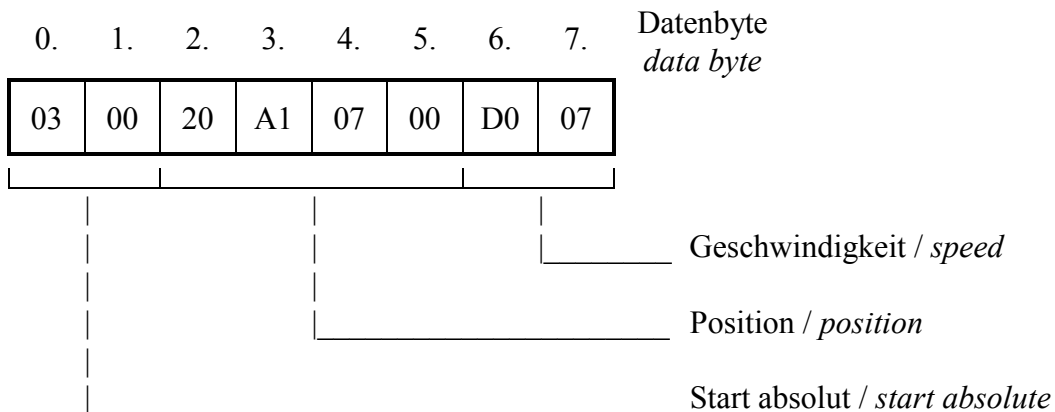 0. 1. 2. 3. 4. 5. 6. 7. Datenbyte
data byte
03 00 20 A1 07 00 D0 07
Geschwindigkeit / speed
Position / position
Start absolut / start absolute